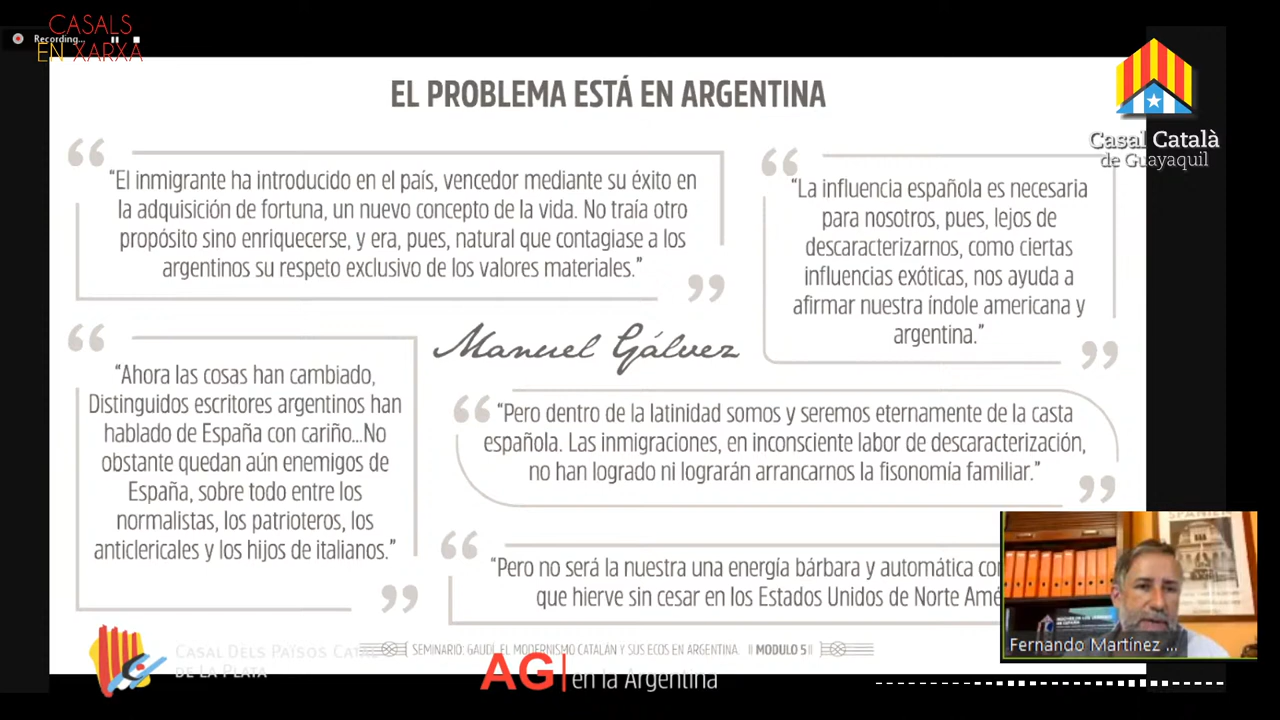 CASALS
EN XARXA
Recording...
EL PROBLEMA ESTÁ EN ARGENTINA
Casal Català
de Guayaquil
“El inmigrante ha introducido en el país, vencedor mediante su éxito en
la adquisición de fortuna, un nuevo concepto de la vida. No traía otro
propósito sino enriquecerse, y era, pues, natural que contagiase a los
argentinos su respeto exclusivo de los valores materiales.”
“La influencia española es necesaria
para nosotros, pues, lejos de
descaracterizarnos, como ciertas
influencias exóticas, nos ayuda a
afirmar nuestra índole americana y
argentina.”
Manuel Gálvez
“Ahora las cosas han cambiado,
Distinguidos escritores argentinos han
hablado de España con cariño...No
obstante quedan aún enemigos de
España, sobre todo entre los
normalistas, los patrioteros, los
anticlericales y los hijos de italianos.”
“Pero dentro de la latinidad somos y seremos eternamente de la casta
española. Las inmigraciones, en inconsciente labor de descaracterización,
no han logrado ni lograrán arrancarnos la fisonomía familiar.”
“Pero no será la nuestra una energía bárbara y automática
que hierve sin cesar en los Estados Unidos de Norte
Fernando Martínez ...
CASAL DELS PAÏSOS
DE LA PLATA
SEMINARIO: GAUDI, EL MODERNISMO CATALÁN Y SUS ECOS EN ARGENTINA. II MODULO 5 II
AG| en la Argentina